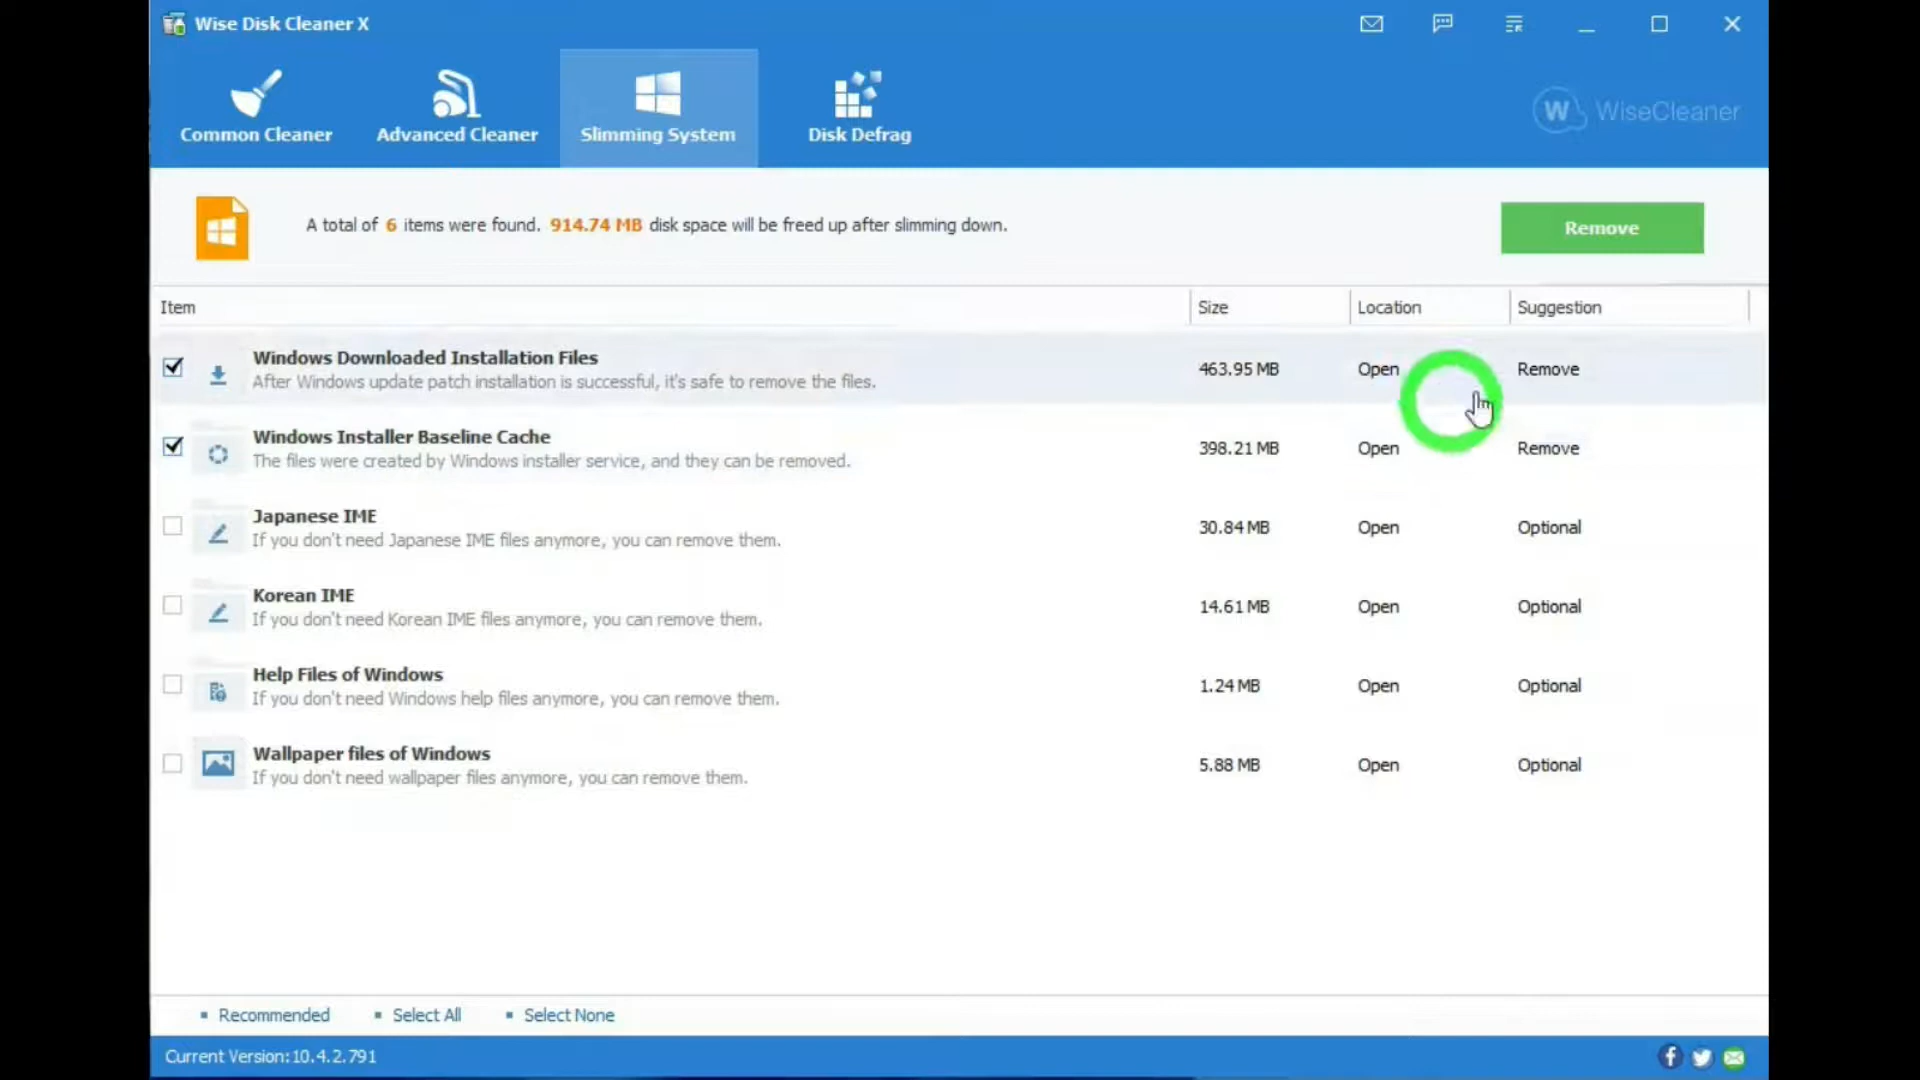 Wise Disk Cleaner X
Common Cleaner
Advanced Cleaner
Slimming System
Disk Defrag
W WiseCleaner
A total of 6 items were found. 914.74 MB disk space will be freed up after slimming down.
Remove
Item Size Location Suggestion
Windows Downloaded Installation Files
After Windows update patch installation is successful, it's safe to remove the files.
463.95 MB Open Remove
Windows Installer Baseline Cache
The files were created by Windows installer service, and they can be removed.
398.21 MB Open Remove
Japanese IME
If you don't need Japanese IME files anymore, you can remove them.
30.84 MB Open Optional
Korean IME
If you don't need Korean IME files anymore, you can remove them.
14.61 MB Open Optional
Help Files of Windows
If you don't need Windows help files anymore, you can remove them.
1.24 MB Open Optional
Wallpaper files of Windows
If you don't need wallpaper files anymore, you can remove them.
5.88 MB Open Optional
Recommended Select All Select None
Current Version:10.4.2.791